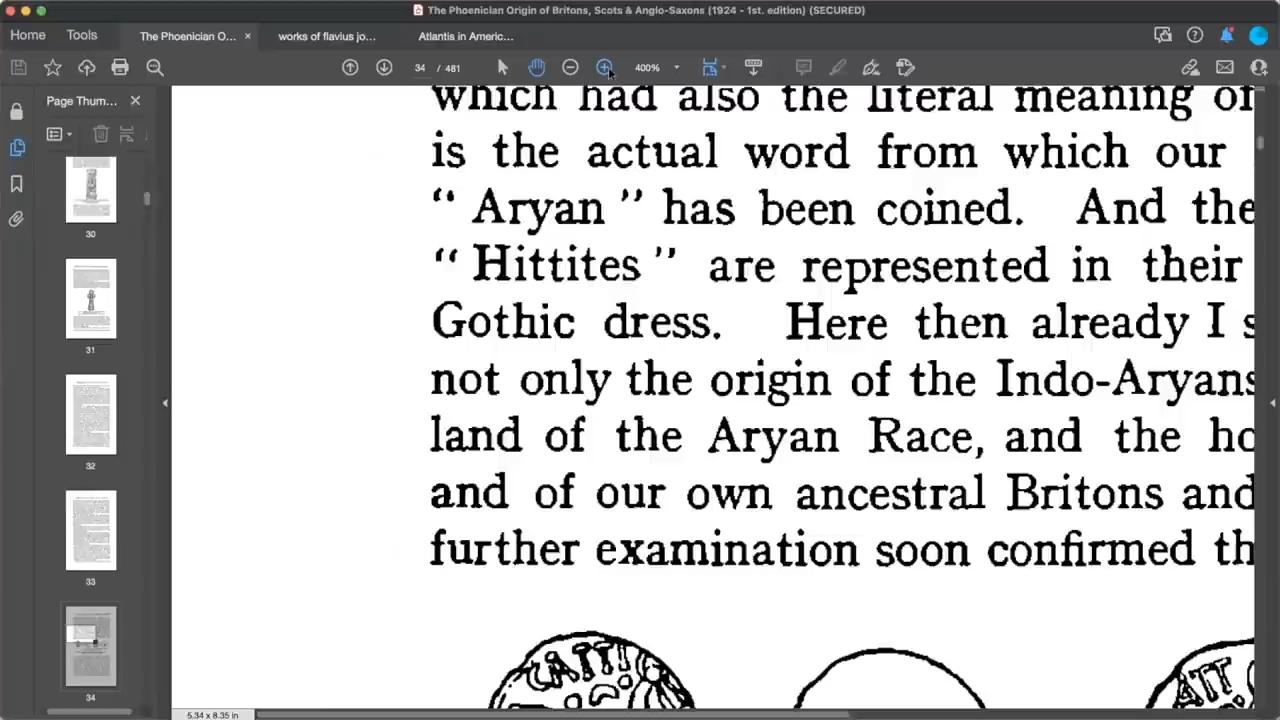 The Phoenician Origin of Britons, Scots & Anglo-Saxons (1924 - 1st. edition) (SECURED)
Home Tools The Phoenician O... × works of flavius jo... Atlantis in Americ...
34 / 481 400%
Page Thum...
which had also the literal meaning of
is the actual word from which our
“ Aryan ” has been coined. And the
“ Hittites ” are represented in their
Gothic dress. Here then already I s
not only the origin of the Indo-Aryans
land of the Aryan Race, and the ho
and of our own ancestral Britons and
further examination soon confirmed th
30
31
32
33
34
5.34 x 8.35 in